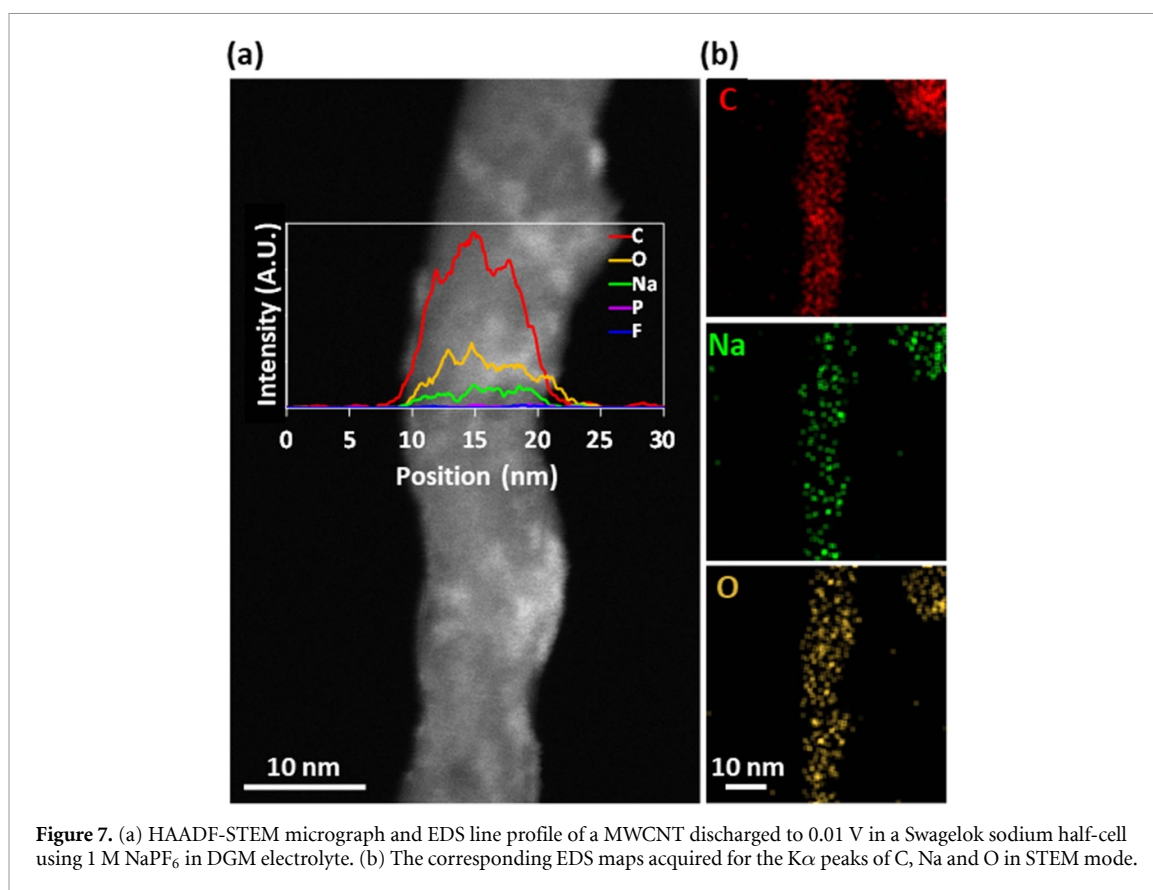 (a)
(b)
C
Intensity (A.U.)
C
O
Na
P
F
0 5 10 15 20 25 30
Position (nm)
10 nm
Na
O
10 nm
Figure 7. (a) HAADF-STEM micrograph and EDS line profile of a MWCNT discharged to 0.01 V in a Swagelok sodium half-cell
using 1 M NaPF₆ in DGM electrolyte. (b) The corresponding EDS maps acquired for the Kα peaks of C, Na and O in STEM mode.